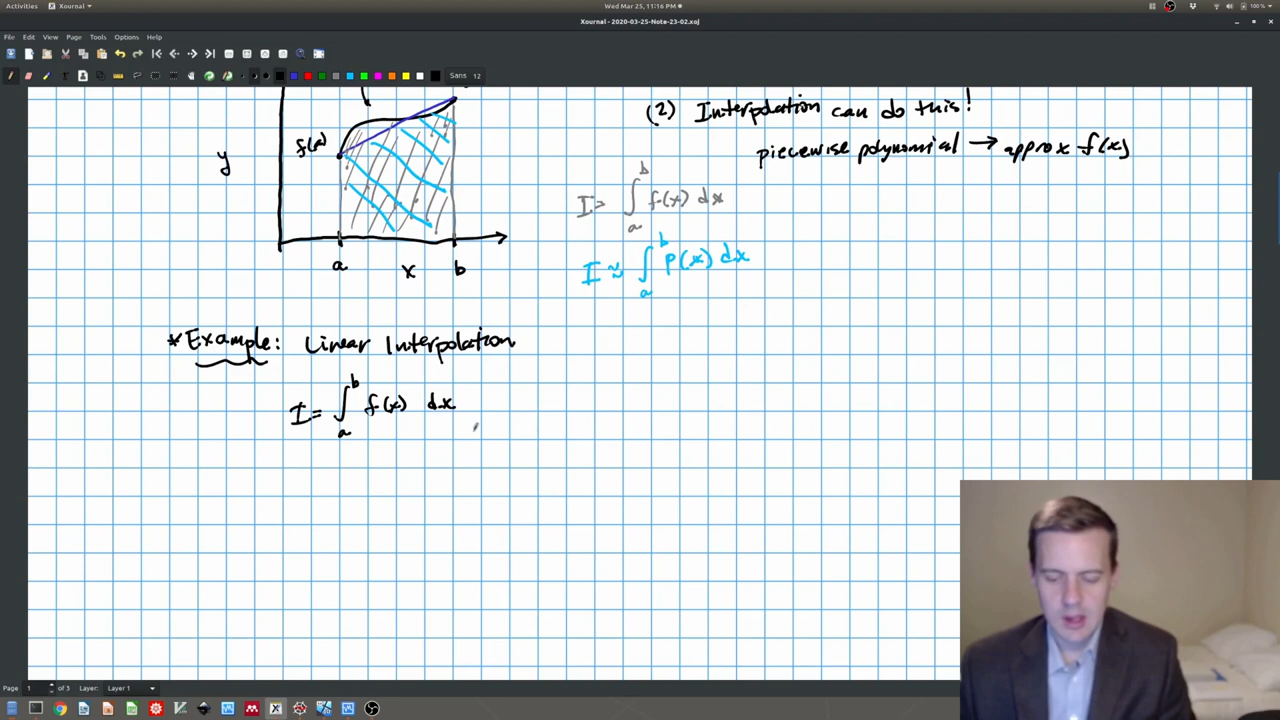 Activities Xournal Wed Mar 25, 11:16 PM 100 %
Xournal - 2020-03-25-Note-23-02.xoj
File Edit View Page Tools Options Help
Sans 12
(2) Interpolation can do this!
piecewise polynomial → approx f(x)
f(a)
y
I = ∫ₐᵇ f(x) dx
I ≈ ∫ₐᵇ p(x) dx
a x b
*Example: Linear Interpolation
I = ∫ₐᵇ f(x) dx
Page 1 of 3 Layer: Layer 1